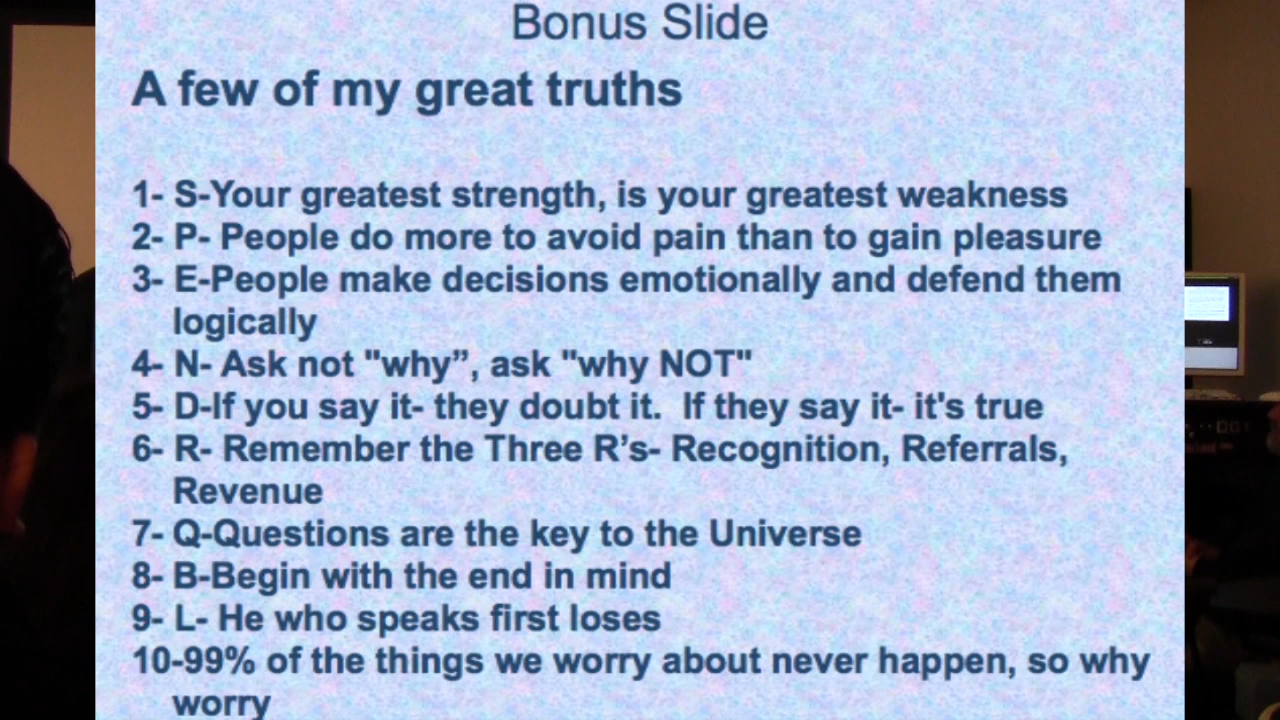 Bonus Slide
A few of my great truths
1- S-Your greatest strength, is your greatest weakness
2- P- People do more to avoid pain than to gain pleasure
3- E-People make decisions emotionally and defend them
logically
4- N- Ask not "why”, ask "why NOT"
5- D-If you say it- they doubt it.  If they say it- it's true
6- R- Remember the Three R’s- Recognition, Referrals,
Revenue
7- Q-Questions are the key to the Universe
8- B-Begin with the end in mind
9- L- He who speaks first loses
10-99% of the things we worry about never happen, so why
worry